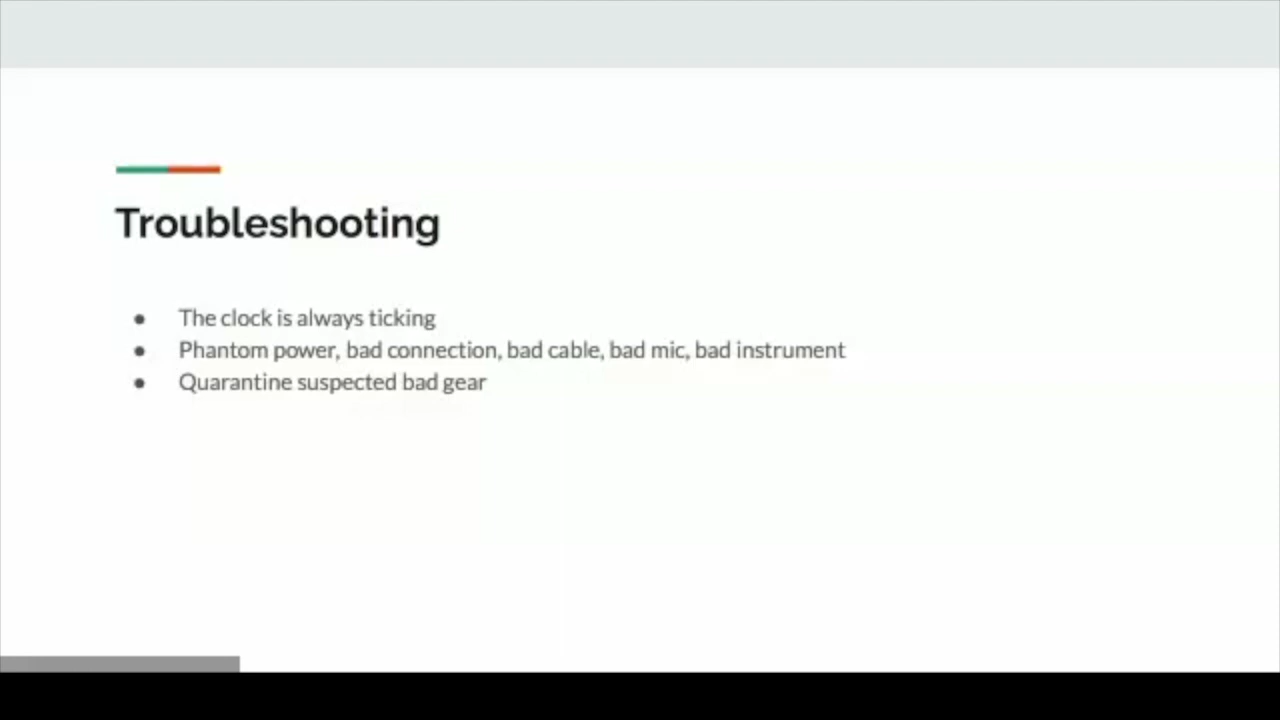 Troubleshooting
● The clock is always ticking
● Phantom power, bad connection, bad cable, bad mic, bad instrument
● Quarantine suspected bad gear